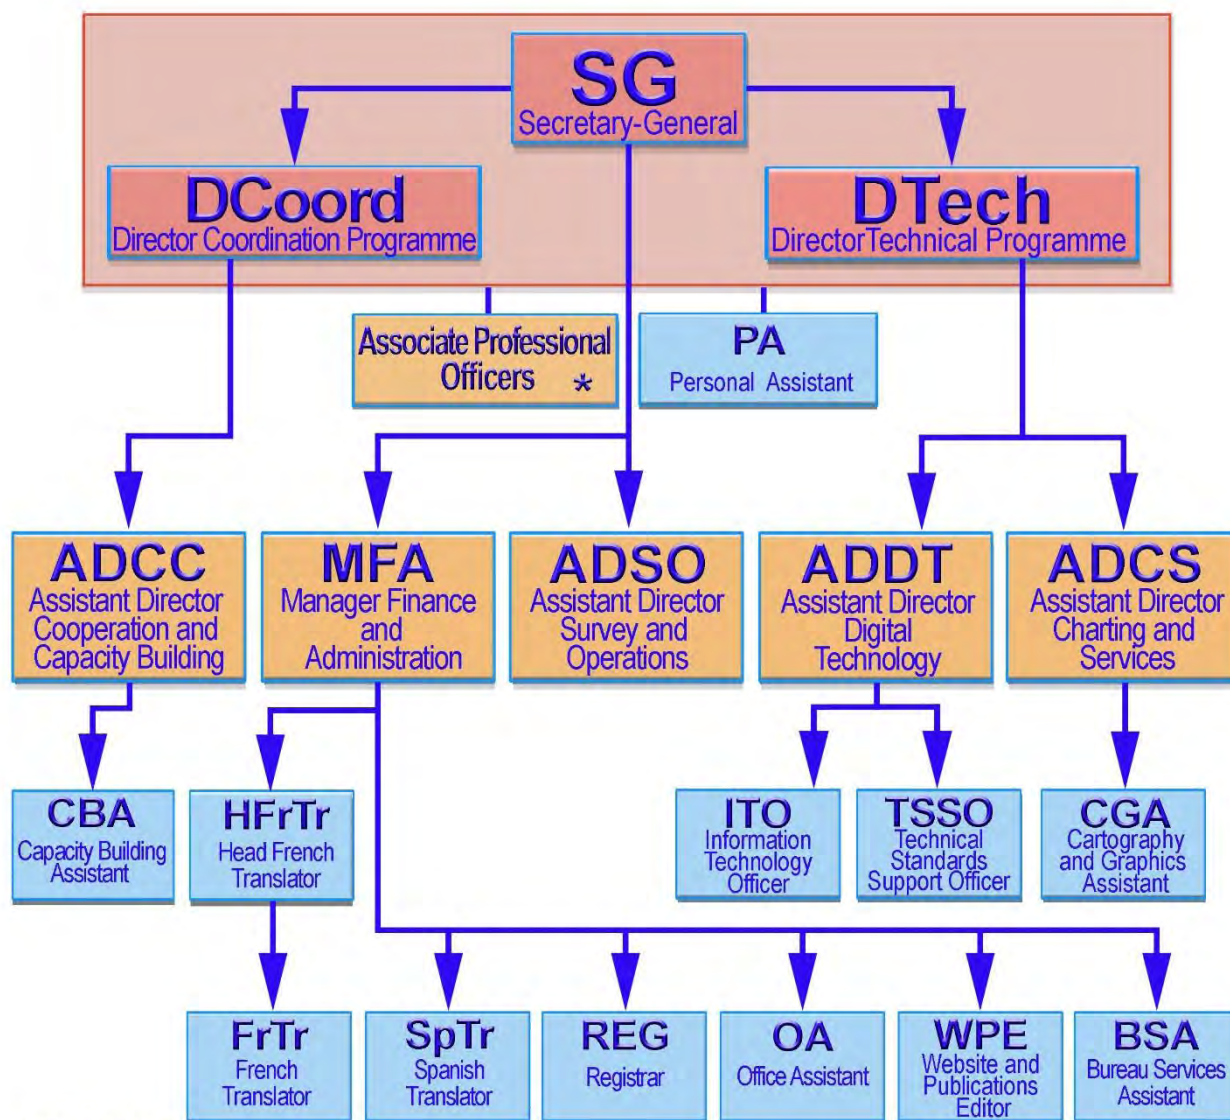 SG
Secretary-General
DCoord
Director Coordination Programme
DTech
DirectorTechnical Programme
Associate Professional
Officers *
PA
Personal Assistant
ADCC
Assistant Director
Cooperation and
Capacity Building
MFA
Manager Finance
and
Administration
ADSO
Assistant Director
Survey and
Operations
ADDT
Assistant Director
Digital
Technology
ADCS
Assistant Director
Charting and
Services
CBA
Capacity Building
Assistant
HFrTr
Head French
Translator
ITO
Information
Technology
Officer
TSSO
Technical
Standards
Support Officer
CGA
Cartography
and Graphics
Assistant
FrTr
French
Translator
SpTr
Spanish
Translator
REG
Registrar
OA
Office Assistant
WPE
Website and
Publications
Editor
BSA
Bureau Services
Assistant